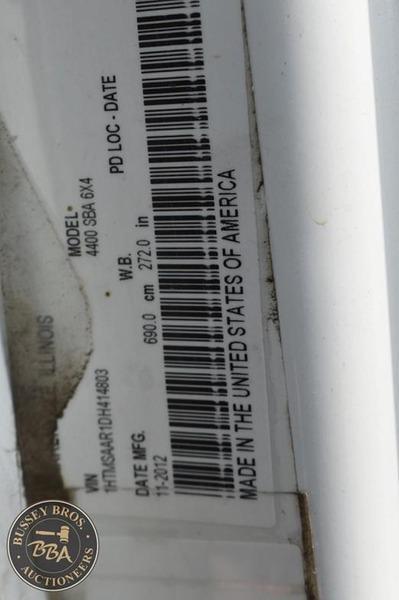 ILLINOIS
VIN MODEL
1HTMSAAR1DH414803 4400 SBA 6X4
DATE MFG. W.B. PD LOC - DATE
11-2012 690.0 cm 272.0 in
MADE IN THE UNITED STATES OF AMERICA
BUSSEY BROS.
BBA
AUCTIONEERS